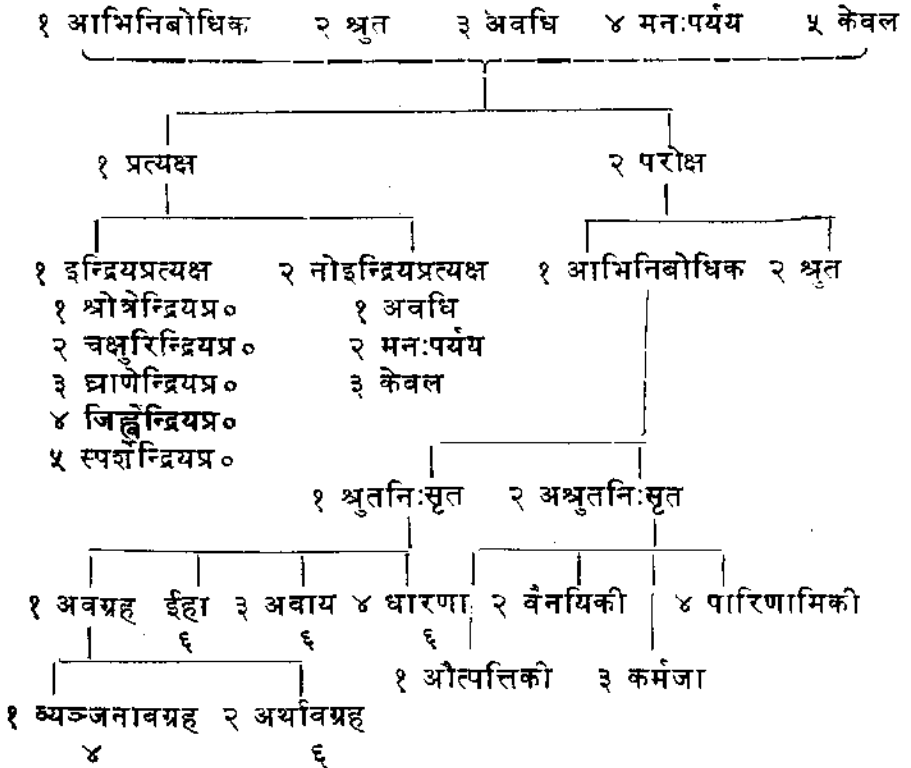 १ आभिनिबोधिक २ श्रुत ३ अवधि ४ मनःपर्यय ५ केवल
१ प्रत्यक्ष २ परोक्ष
१ इन्द्रियप्रत्यक्ष २ नोइन्द्रियप्रत्यक्ष १ आभिनिबोधिक २ श्रुत
१ श्रोत्रेन्द्रियप्र० १ अवधि
२ चक्षुरिन्द्रियप्र० २ मनःपर्यय
३ घ्राणेन्द्रियप्र० ३ केवल
४ जिह्वेन्द्रियप्र०
५ स्पर्शेन्द्रियप्र०
१ श्रुतनिःसृत २ अश्रुतनिःसृत
१ अवग्रह ईहा ३ अवाय ४ धारणा २ वैनयिकी ४ पारिणामिकी
६ ६ ६
१ औत्पत्तिकी ३ कर्मजा
१ व्यञ्जनावग्रह २ अर्थावग्रह
४ ६